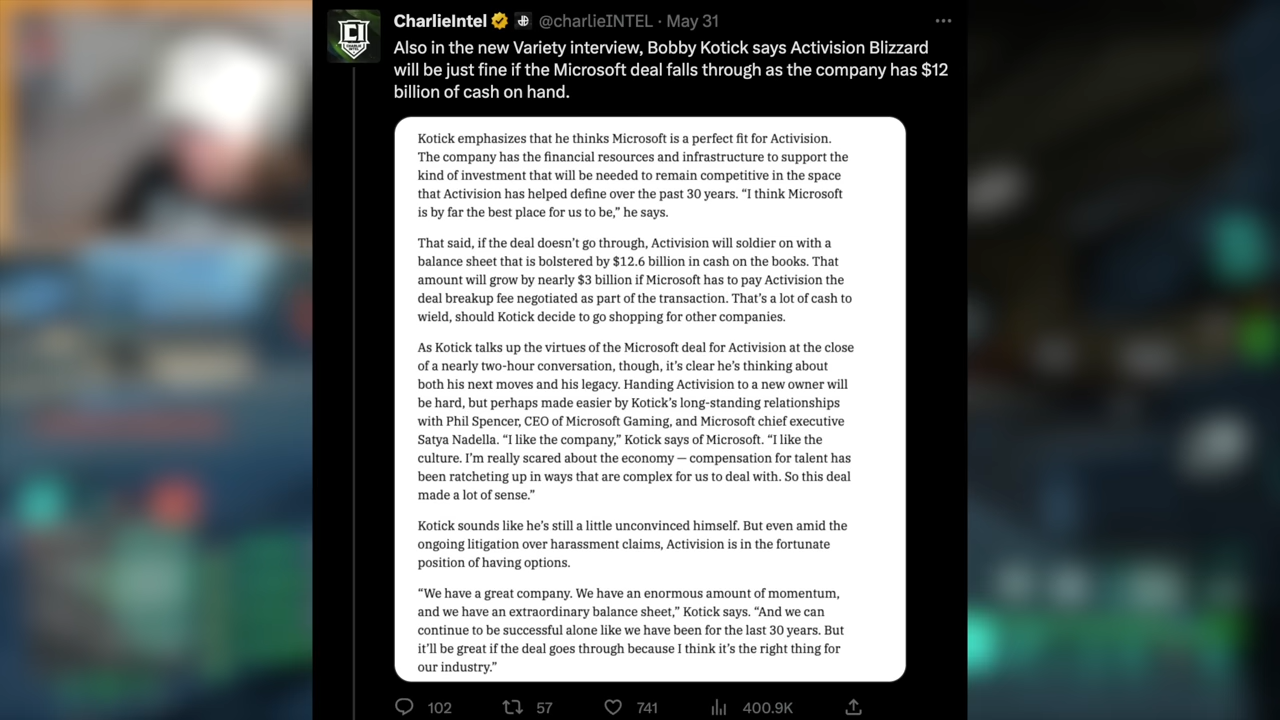 CharlieIntel @charlieINTEL · May 31
Also in the new Variety interview, Bobby Kotick says Activision Blizzard
will be just fine if the Microsoft deal falls through as the company has $12
billion of cash on hand.
CI
CHARLIE
INTEL
Kotick emphasizes that he thinks Microsoft is a perfect fit for Activision.
The company has the financial resources and infrastructure to support the
kind of investment that will be needed to remain competitive in the space
that Activision has helped define over the past 30 years. “I think Microsoft
is by far the best place for us to be,” he says.
That said, if the deal doesn’t go through, Activision will soldier on with a
balance sheet that is bolstered by $12.6 billion in cash on the books. That
amount will grow by nearly $3 billion if Microsoft has to pay Activision the
deal breakup fee negotiated as part of the transaction. That’s a lot of cash to
wield, should Kotick decide to go shopping for other companies.
As Kotick talks up the virtues of the Microsoft deal for Activision at the close
of a nearly two-hour conversation, though, it’s clear he’s thinking about
both his next moves and his legacy. Handing Activision to a new owner will
be hard, but perhaps made easier by Kotick’s long-standing relationships
with Phil Spencer, CEO of Microsoft Gaming, and Microsoft chief executive
Satya Nadella. “I like the company,” Kotick says of Microsoft. “I like the
culture. I’m really scared about the economy — compensation for talent has
been ratcheting up in ways that are complex for us to deal with. So this deal
made a lot of sense.”
Kotick sounds like he’s still a little unconvinced himself. But even amid the
ongoing litigation over harassment claims, Activision is in the fortunate
position of having options.
“We have a great company. We have an enormous amount of momentum,
and we have an extraordinary balance sheet,” Kotick says. “And we can
continue to be successful alone like we have been for the last 30 years. But
it’ll be great if the deal goes through because I think it’s the right thing for
our industry.”
102 57 741 400.9K